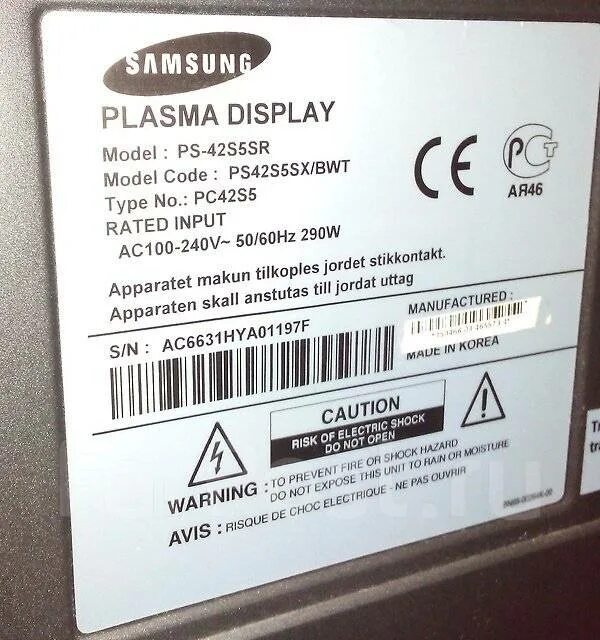 SAMSUNG
PLASMA DISPLAY
Model : PS-42S5SR
Model Code : PS42S5SX/BWT
Type No.: PC42S5
RATED INPUT
AC100-240V~ 50/60Hz 290W
АЯ46
Apparatet makun tilkoples jordet stikkontakt.
Apparaten skall anstutas till jordat uttag
S/N : AC6631HYA01197F
MANUFACTURED :
MADE IN KOREA
CAUTION
RISK OF ELECTRIC SHOCK
DO NOT OPEN
WARNING : TO PREVENT FIRE OR SHOCK HAZARD
DO NOT EXPOSE THIS UNIT TO RAIN OR MOISTURE
AVIS : RISQUE DE CHOC ELECTRIQUE - NE PAS OUVRIR